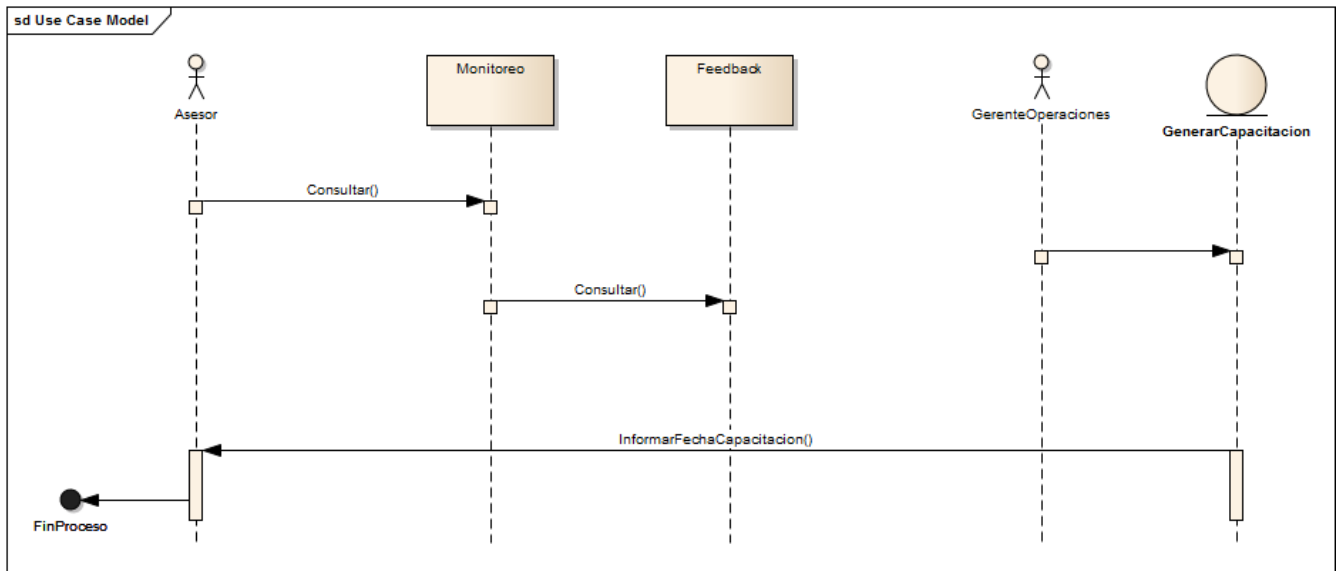 sd Use Case Model
Asesor
Monitoreo
Feedback
GerenteOperaciones
GenerarCapacitacion
Consultar()
Consultar()
InformarFechaCapacitacion()
FinProceso